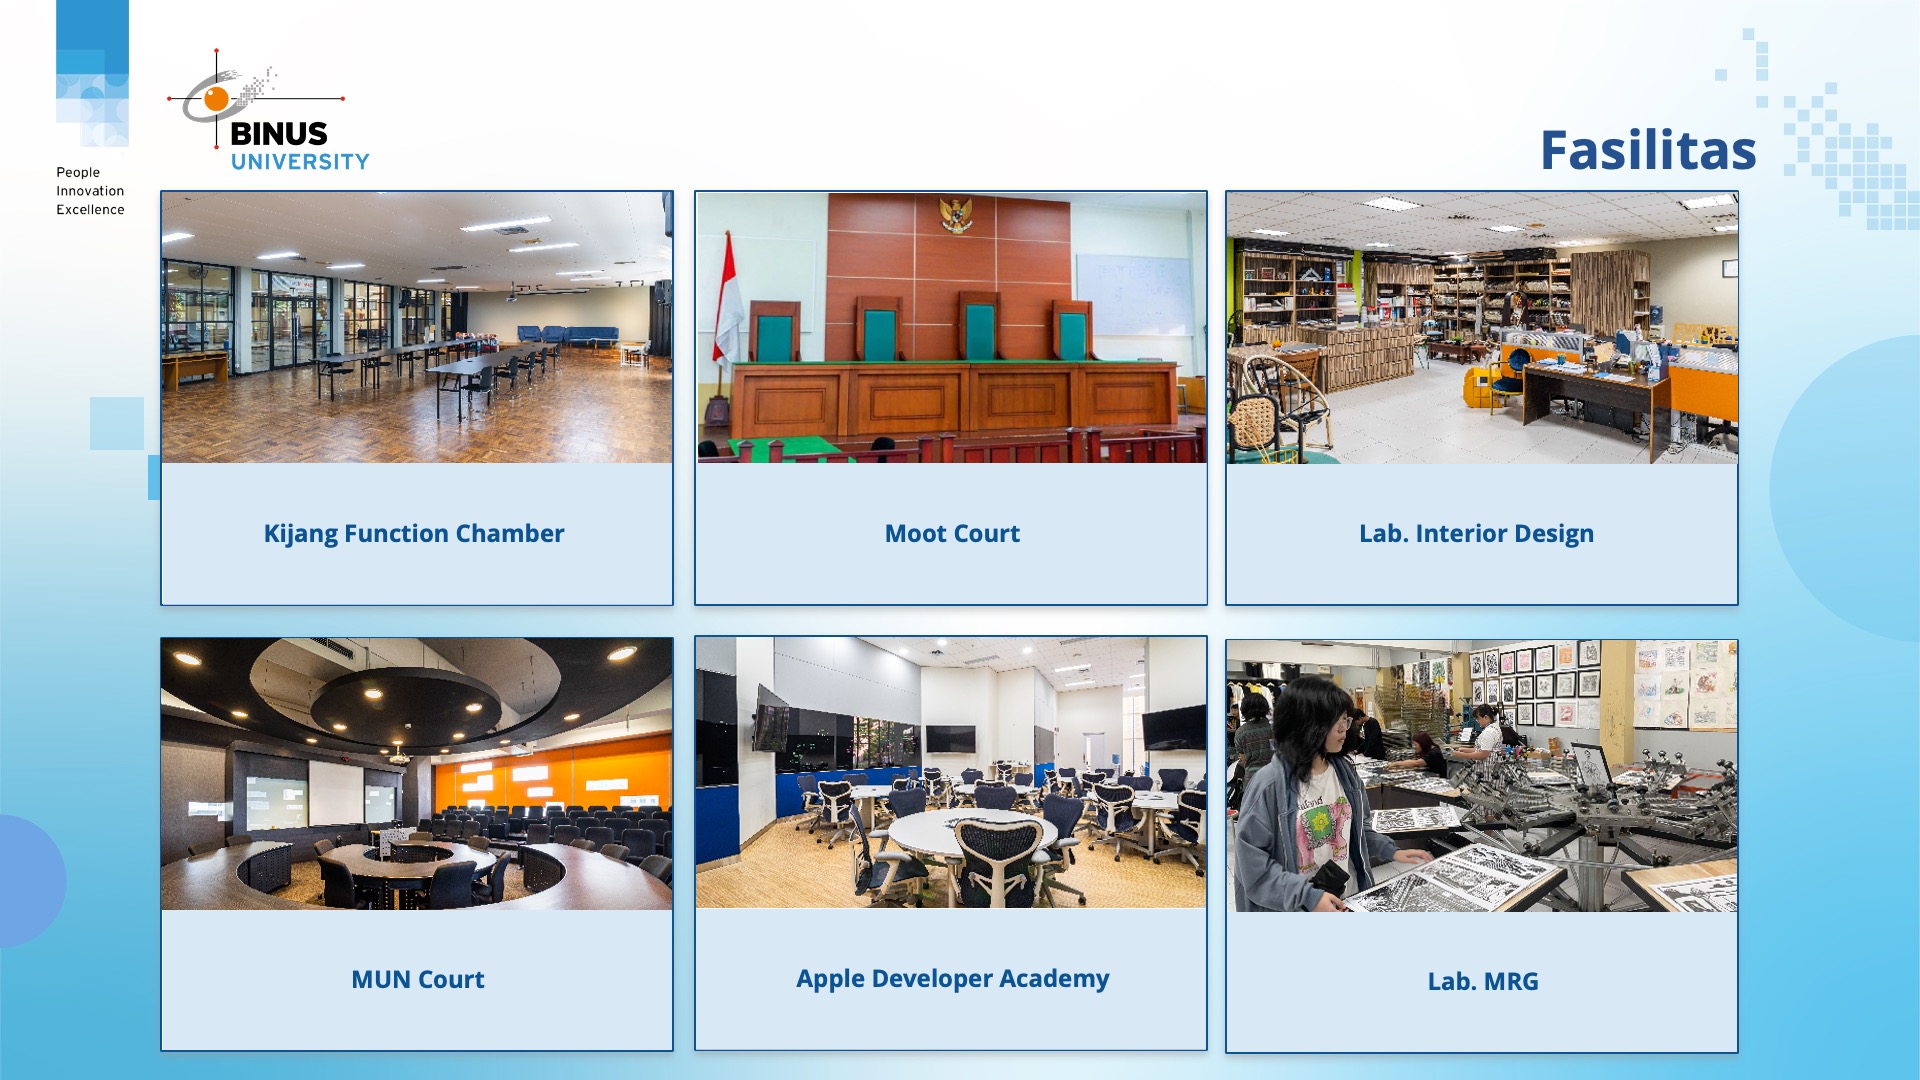 People
Innovation
Excellence
BINUS
UNIVERSITY
Fasilitas
Kijang Function Chamber
Moot Court
Lab. Interior Design
MUN Court
Apple Developer Academy
Lab. MRG